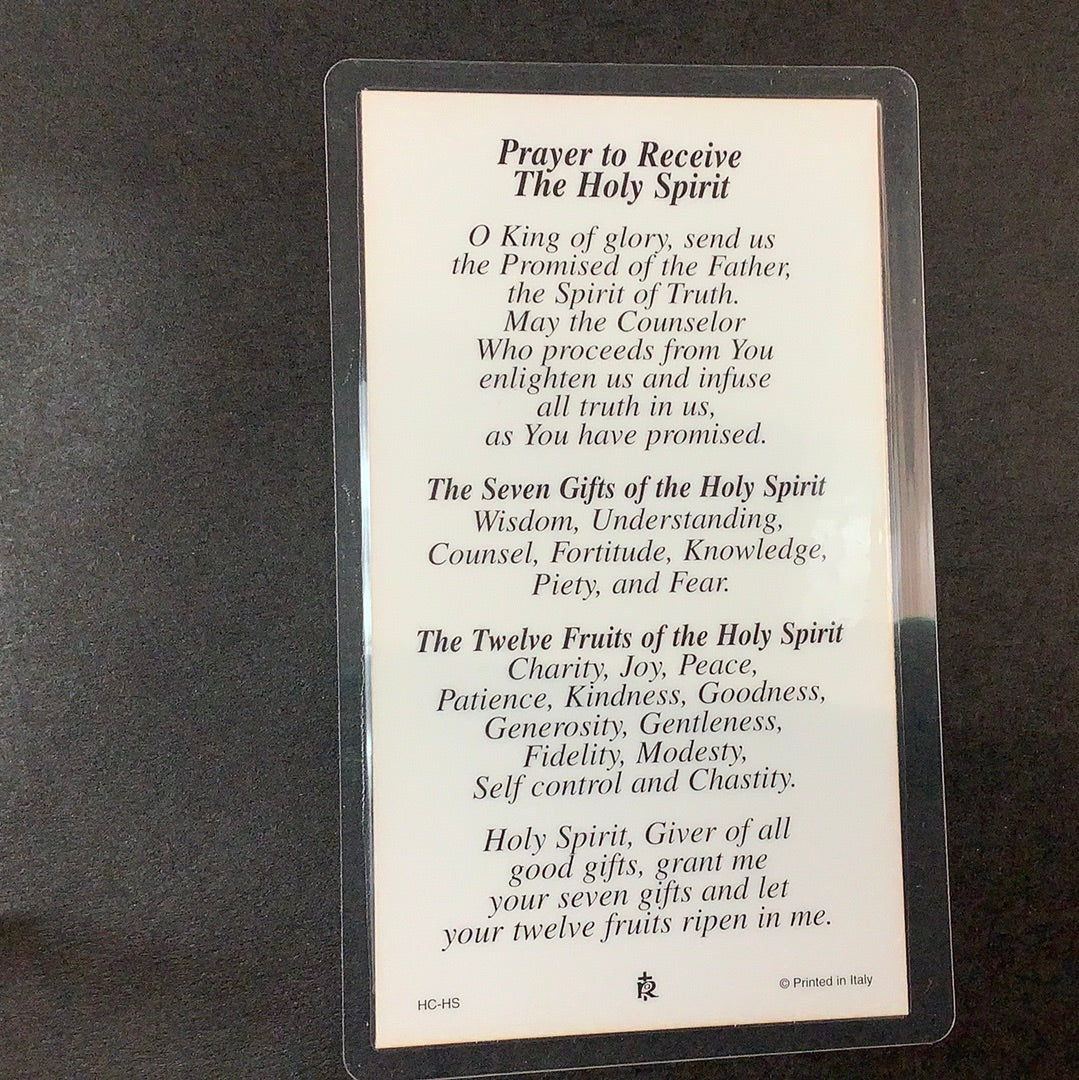 Prayer to Receive
The Holy Spirit
O King of glory, send us
the Promised of the Father,
the Spirit of Truth.
May the Counselor
Who proceeds from You
enlighten us and infuse
all truth in us,
as You have promised.
The Seven Gifts of the Holy Spirit
Wisdom, Understanding,
Counsel, Fortitude, Knowledge,
Piety, and Fear.
The Twelve Fruits of the Holy Spirit
Charity, Joy, Peace,
Patience, Kindness, Goodness,
Generosity, Gentleness,
Fidelity, Modesty,
Self control and Chastity.
Holy Spirit, Giver of all
good gifts, grant me
your seven gifts and let
your twelve fruits ripen in me.
HC-HS
© Printed in Italy